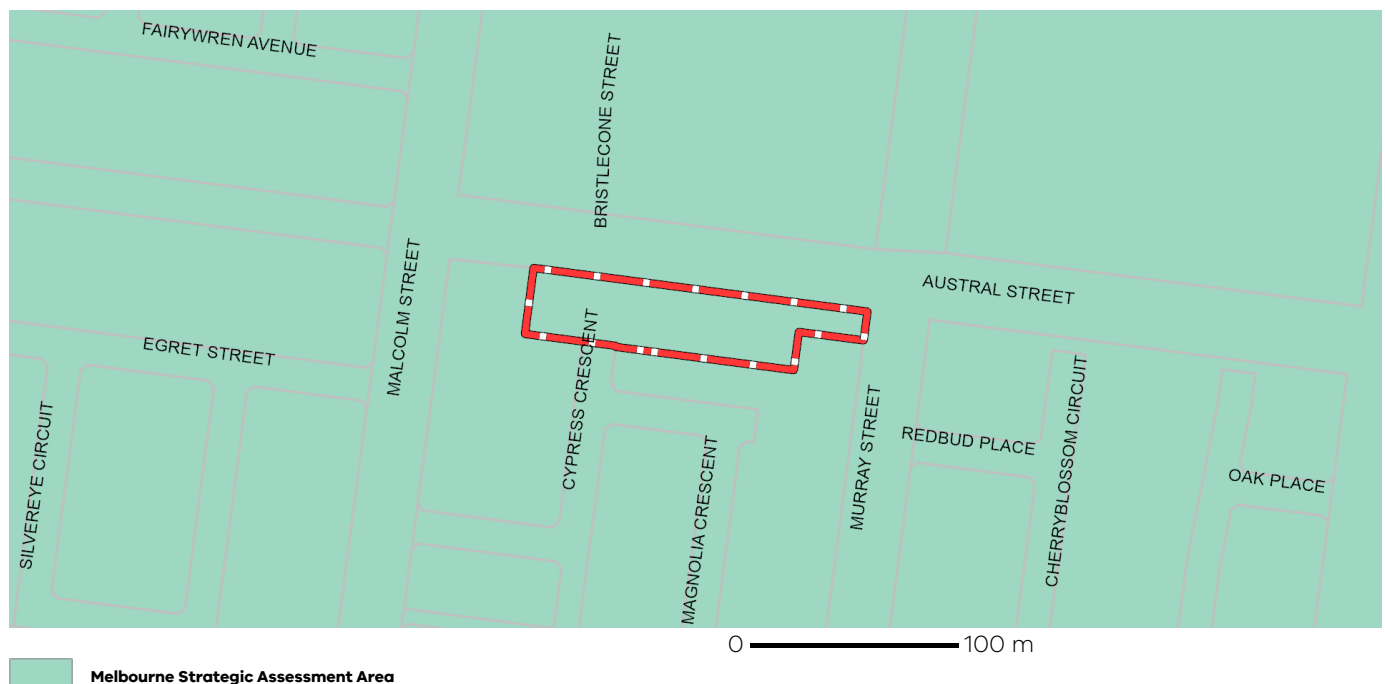 FAIRYWREN AVENUE
BRISTLECONE STREET
MALCOLM STREET
AUSTRAL STREET
EGRET STREET
CYPRESS CRESCENT
SILVEREYE CIRCUIT
MAGNOLIA CRESCENT
MURRAY STREET
REDBUD PLACE
CHERRYBLOSSOM CIRCUIT
OAK PLACE
0 100 m
Melbourne Strategic Assessment Area